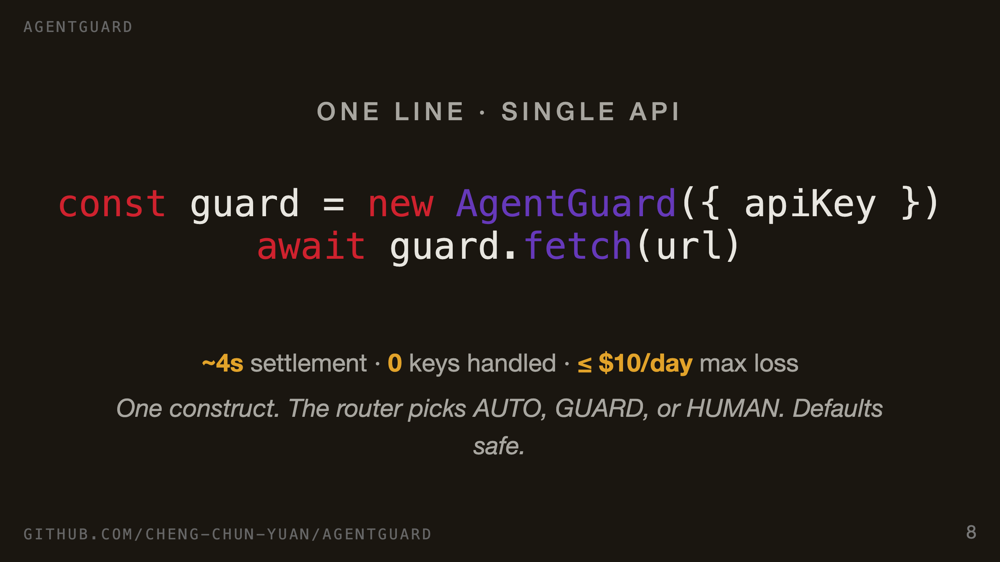 AGENTGUARD
ONE LINE · SINGLE API
const guard = new AgentGuard({ apiKey })
await guard.fetch(url)
~4s settlement · 0 keys handled · ≤ $10/day max loss
One construct. The router picks AUTO, GUARD, or HUMAN. Defaults
safe.
GITHUB.COM/CHENG-CHUN-YUAN/AGENTGUARD
8